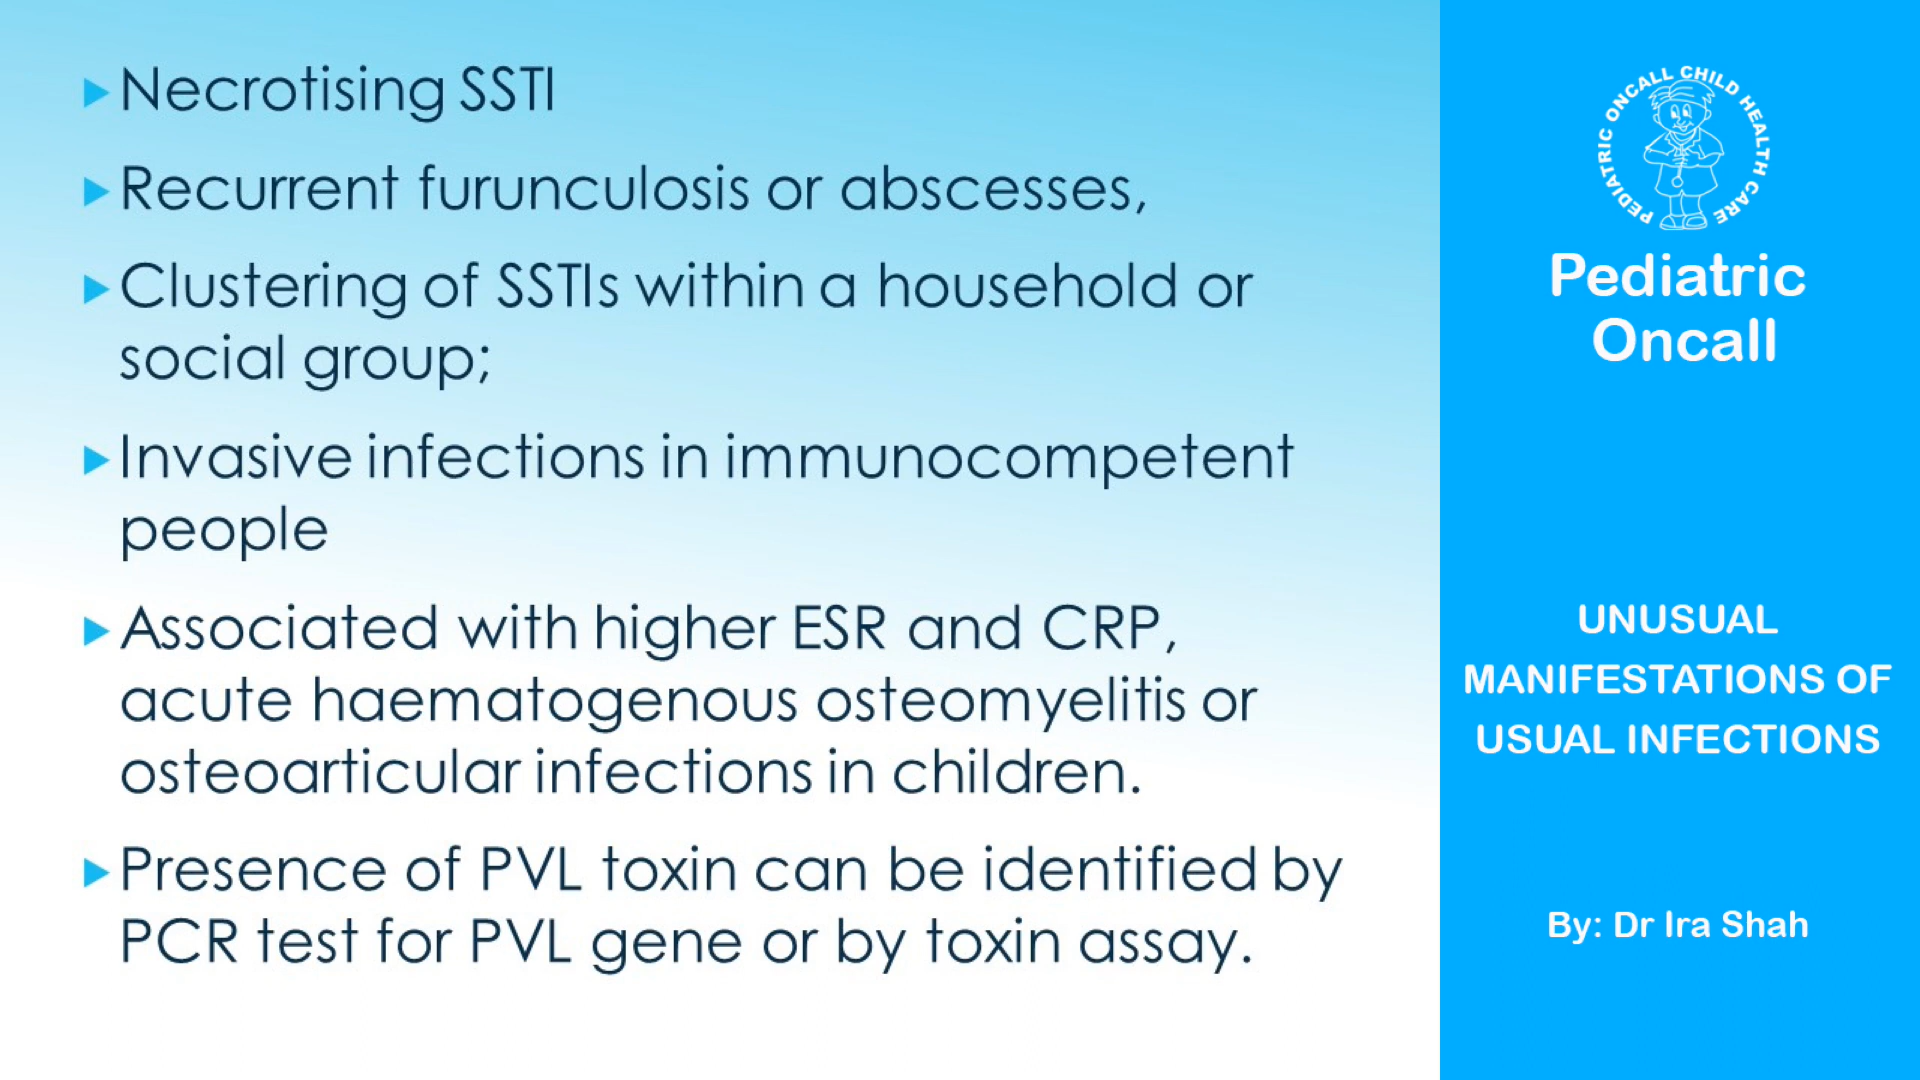 Necrotising SSTI
Recurrent furunculosis or abscesses,
Clustering of SSTIs within a household or
social group;
Invasive infections in immunocompetent
people
Associated with higher ESR and CRP,
acute haematogenous osteomyelitis or
osteoarticular infections in children.
Presence of PVL toxin can be identified by
PCR test for PVL gene or by toxin assay.
PEDIATRIC ONCALL CHILD HEALTH CARE
Pediatric
Oncall
UNUSUAL
MANIFESTATIONS OF
USUAL INFECTIONS
By: Dr Ira Shah